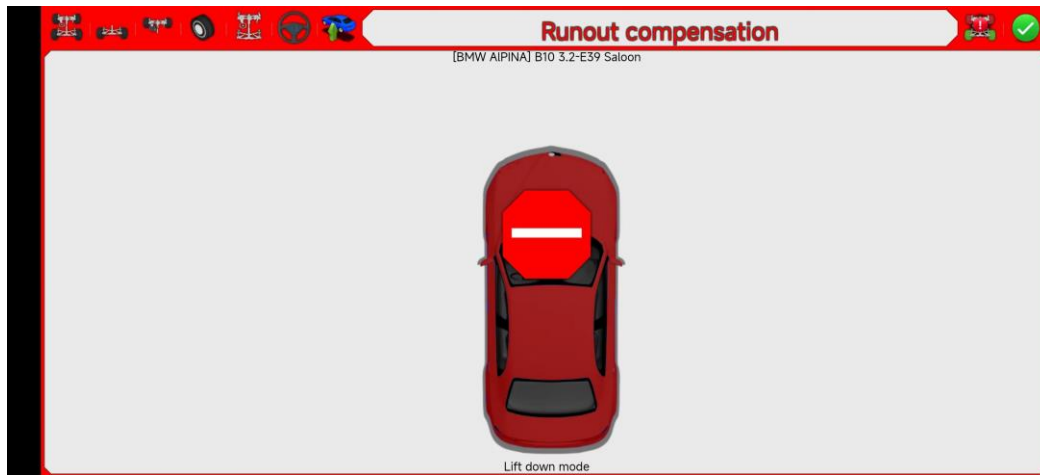 Runout compensation
[BMW AlPINA] B10 3.2-E39 Saloon
Lift down mode